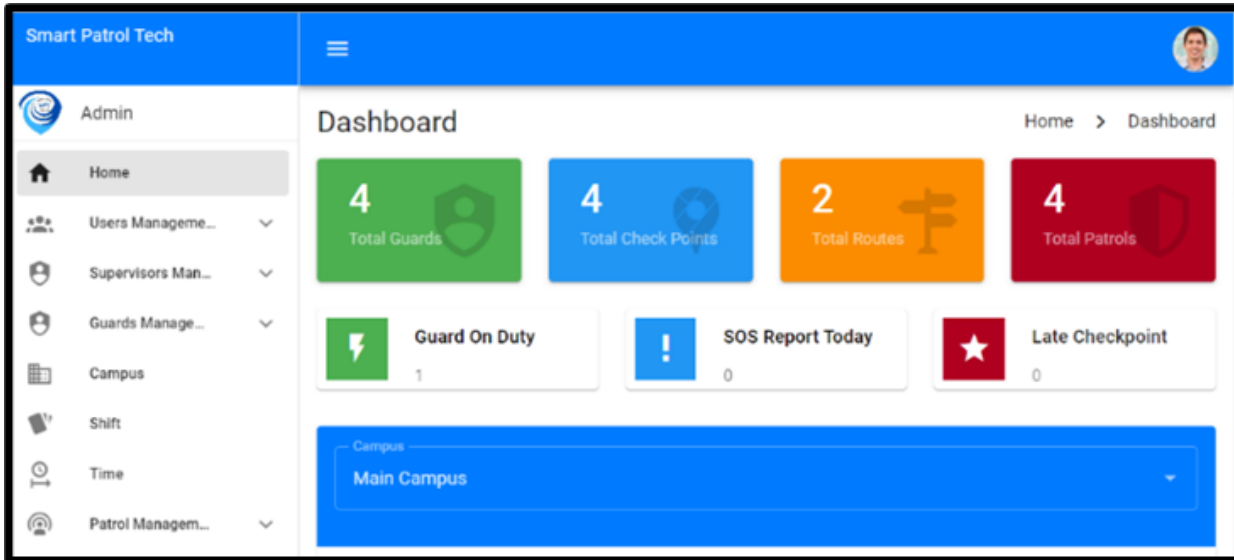 Smart Patrol Tech
Admin
Home
Users Manageme...
Supervisors Man...
Guards Manage...
Campus
Shift
Time
Patrol Managem...
Dashboard
Home > Dashboard
4
Total Guards
4
Total Check Points
2
Total Routes
4
Total Patrols
Guard On Duty
1
SOS Report Today
0
Late Checkpoint
0
Campus
Main Campus